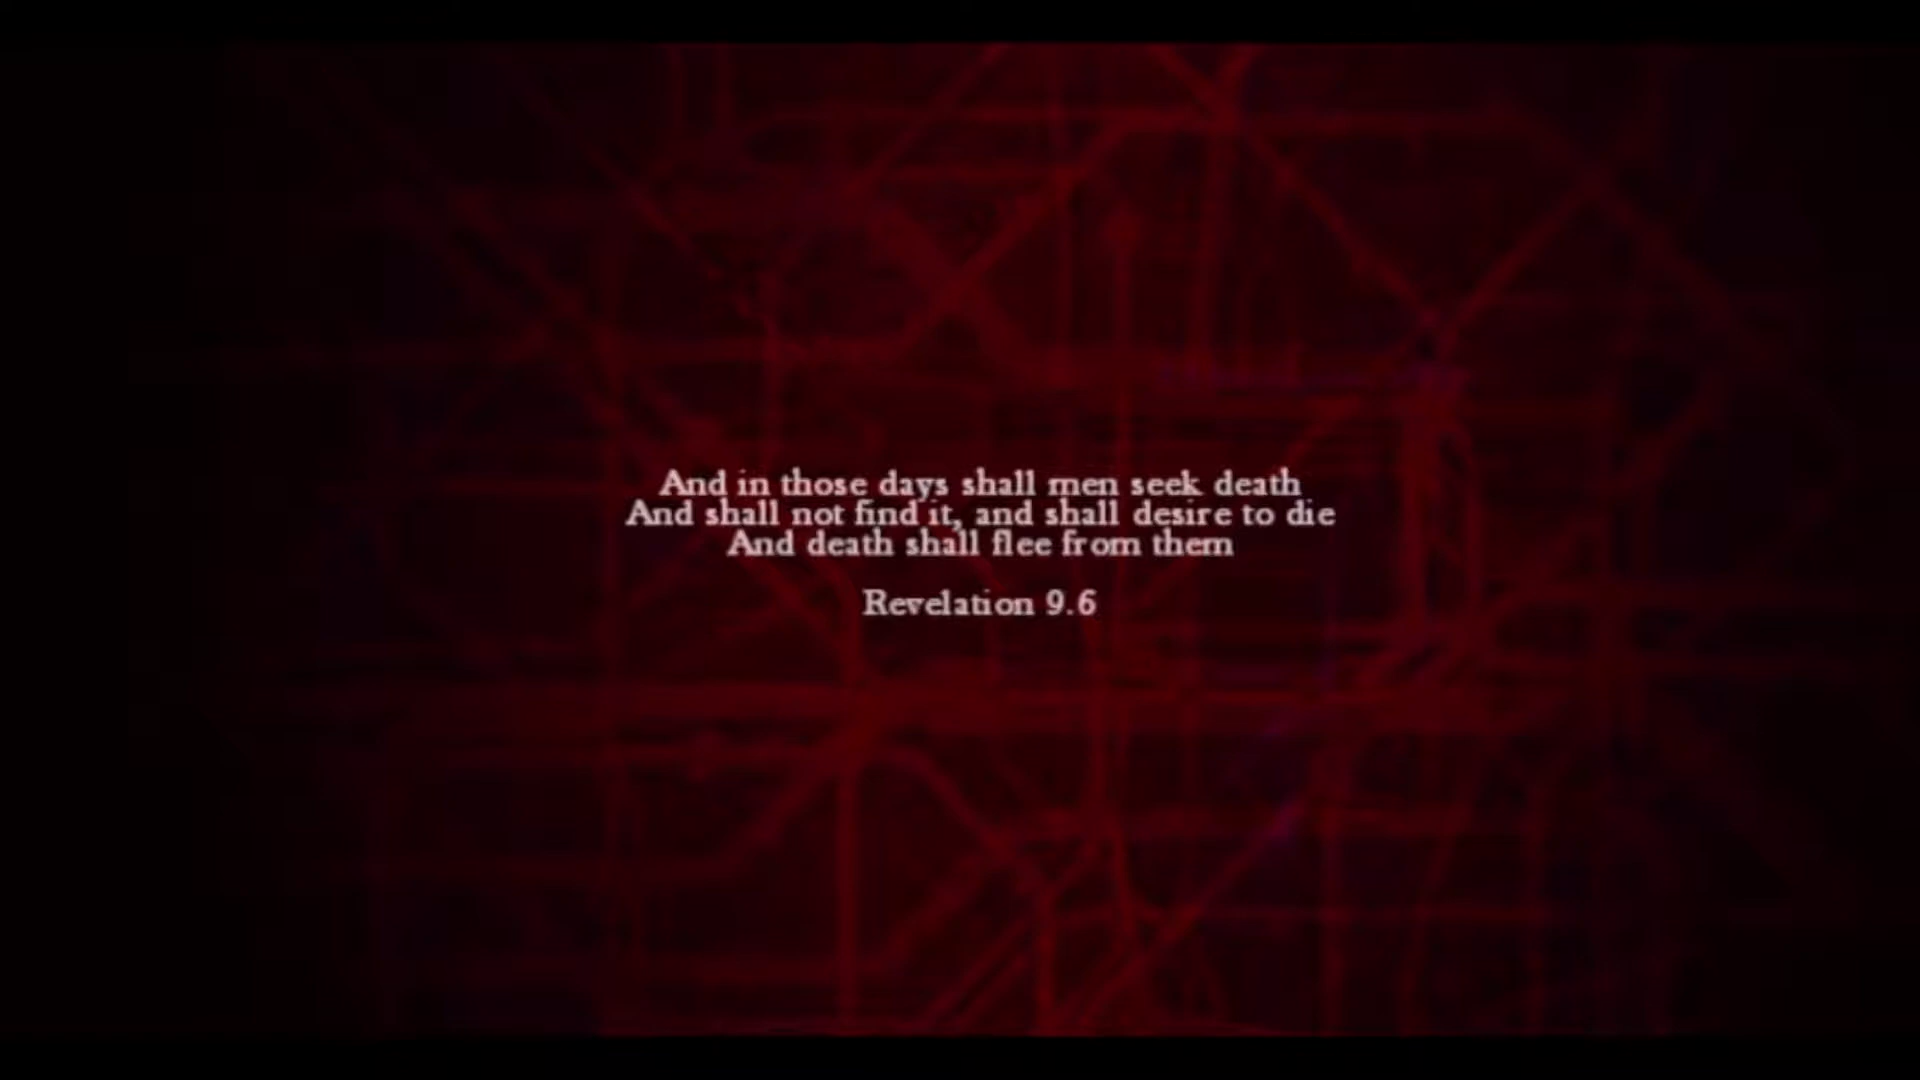 And in those days shall men seek death
And shall not find it, and shall desire to die
And death shall flee from them
Revelation 9.6